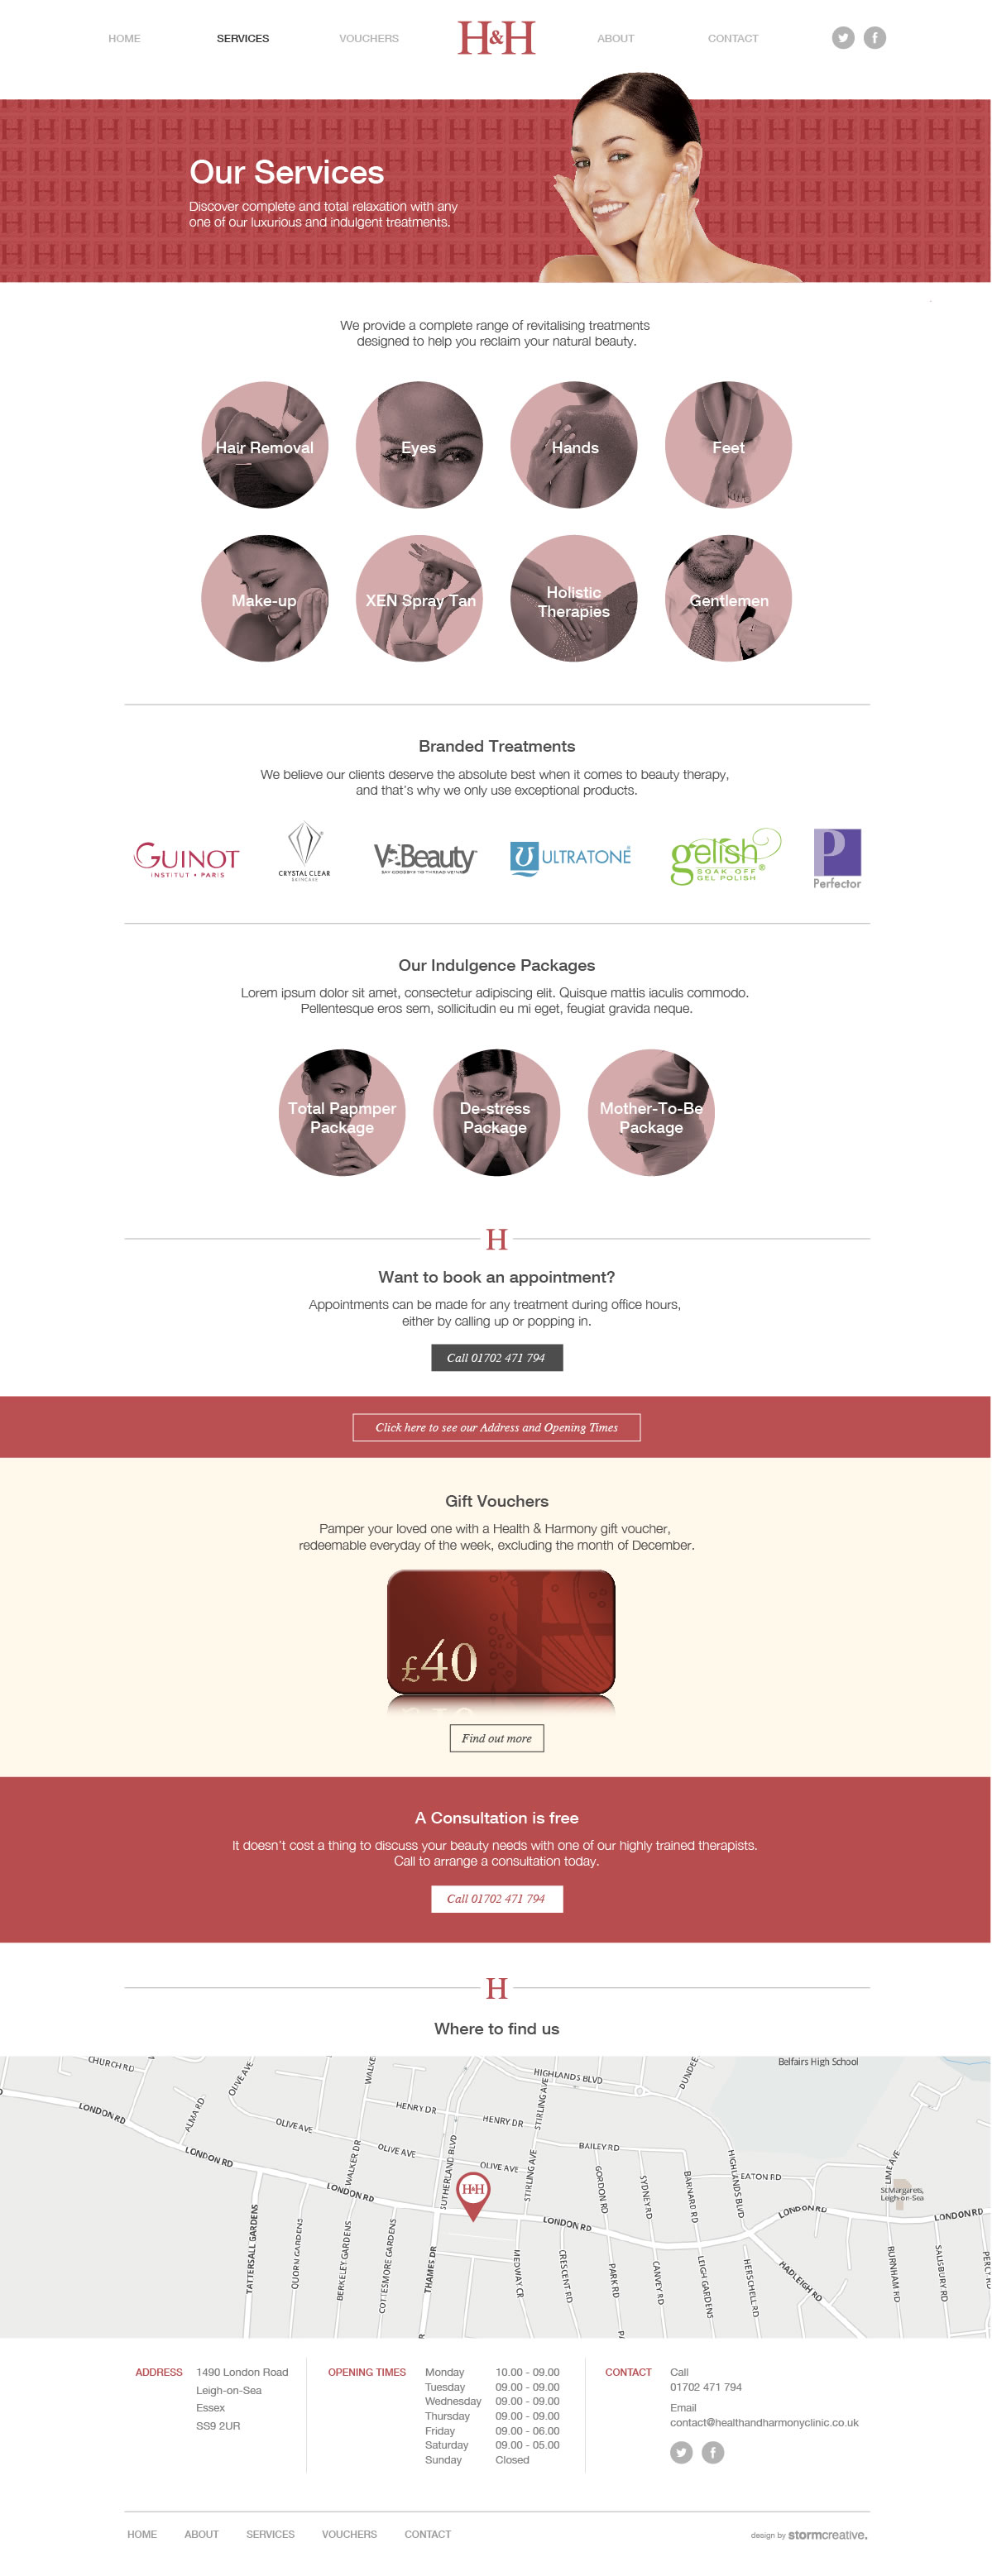 HOME
SERVICES
VOUCHERS
H&H
ABOUT
CONTACT
Our Services
Discover complete and total relaxation with any
one of our luxurious and indulgent treatments.
We provide a complete range of revitalising treatments
designed to help you reclaim your natural beauty.
Hair Removal
Eyes
Hands
Feet
Make-up
XEN Spray Tan
Holistic
Therapies
Gentlemen
Branded Treatments
We believe our clients deserve the absolute best when it comes to beauty therapy,
and that's why we only use exceptional products.
GUINOT
INSTITUT • PARIS
CRYSTAL CLEAR
SKINCARE
V-Beauty
SAY GOODBYE TO THREAD VEINS
ULTRATONE
gelish
SOAK OFF
GEL POLISH
P
Perfector
Our Indulgence Packages
Lorem ipsum dolor sit amet, consectetur adipiscing elit. Quisque mattis iaculis commodo.
Pellentesque eros sem, sollicitudin eu mi eget, feugiat gravida neque.
Total Papmper
Package
De-stress
Package
Mother-To-Be
Package
H
Want to book an appointment?
Appointments can be made for any treatment during office hours,
either by calling up or popping in.
Call 01702 471 794
Click here to see our Address and Opening Times
Gift Vouchers
Pamper your loved one with a Health & Harmony gift voucher,
redeemable everyday of the week, excluding the month of December.
£40
Find out more
A Consultation is free
It doesn't cost a thing to discuss your beauty needs with one of our highly trained therapists.
Call to arrange a consultation today.
Call 01702 471 794
H
Where to find us
CHURCH RD
OLIVE AVE
WALKE
HIGHLANDS BLVD
DUNDEE
Belfairs High School
LONDON RD
ALMA RD
HENRY DR
HENRY DR
STIRLING AVE
OLIVE AVE
LONDON RD
WALKER DR
OLIVE AVE
SUTHERLAND BLVD
OLIVE AVE
STIRLING AVE
BAILEY RD
GORDON RD
SYDNEY RD
BARNARD RD
HIGHLANDS BLVD
EATON RD
LIME AVE
St Margarets,
Leigh-on-Sea
LONDON RD
H&H
LONDON RD
LONDON RD
LONDON RD
TATTERSALL GARDENS
QUORN GARDENS
BERKELEY GARDENS
COTTESMORE GARDENS
THAMES DR
MEDWAY CR
CRESCENT RD
PARK RD
CANVEY RD
LEIGH GARDENS
HERSCHELL RD
HADLEIGH RD
BURNHAM RD
SALISBURY RD
PERCY RD
ADDRESS
1490 London Road
Leigh-on-Sea
Essex
SS9 2UR
OPENING TIMES
Monday 10.00 - 09.00
Tuesday 09.00 - 09.00
Wednesday 09.00 - 09.00
Thursday 09.00 - 09.00
Friday 09.00 - 06.00
Saturday 09.00 - 05.00
Sunday Closed
CONTACT
Call
01702 471 794
Email
contact@healthandharmonyclinic.co.uk
HOME
ABOUT
SERVICES
VOUCHERS
CONTACT
design by stormcreative.